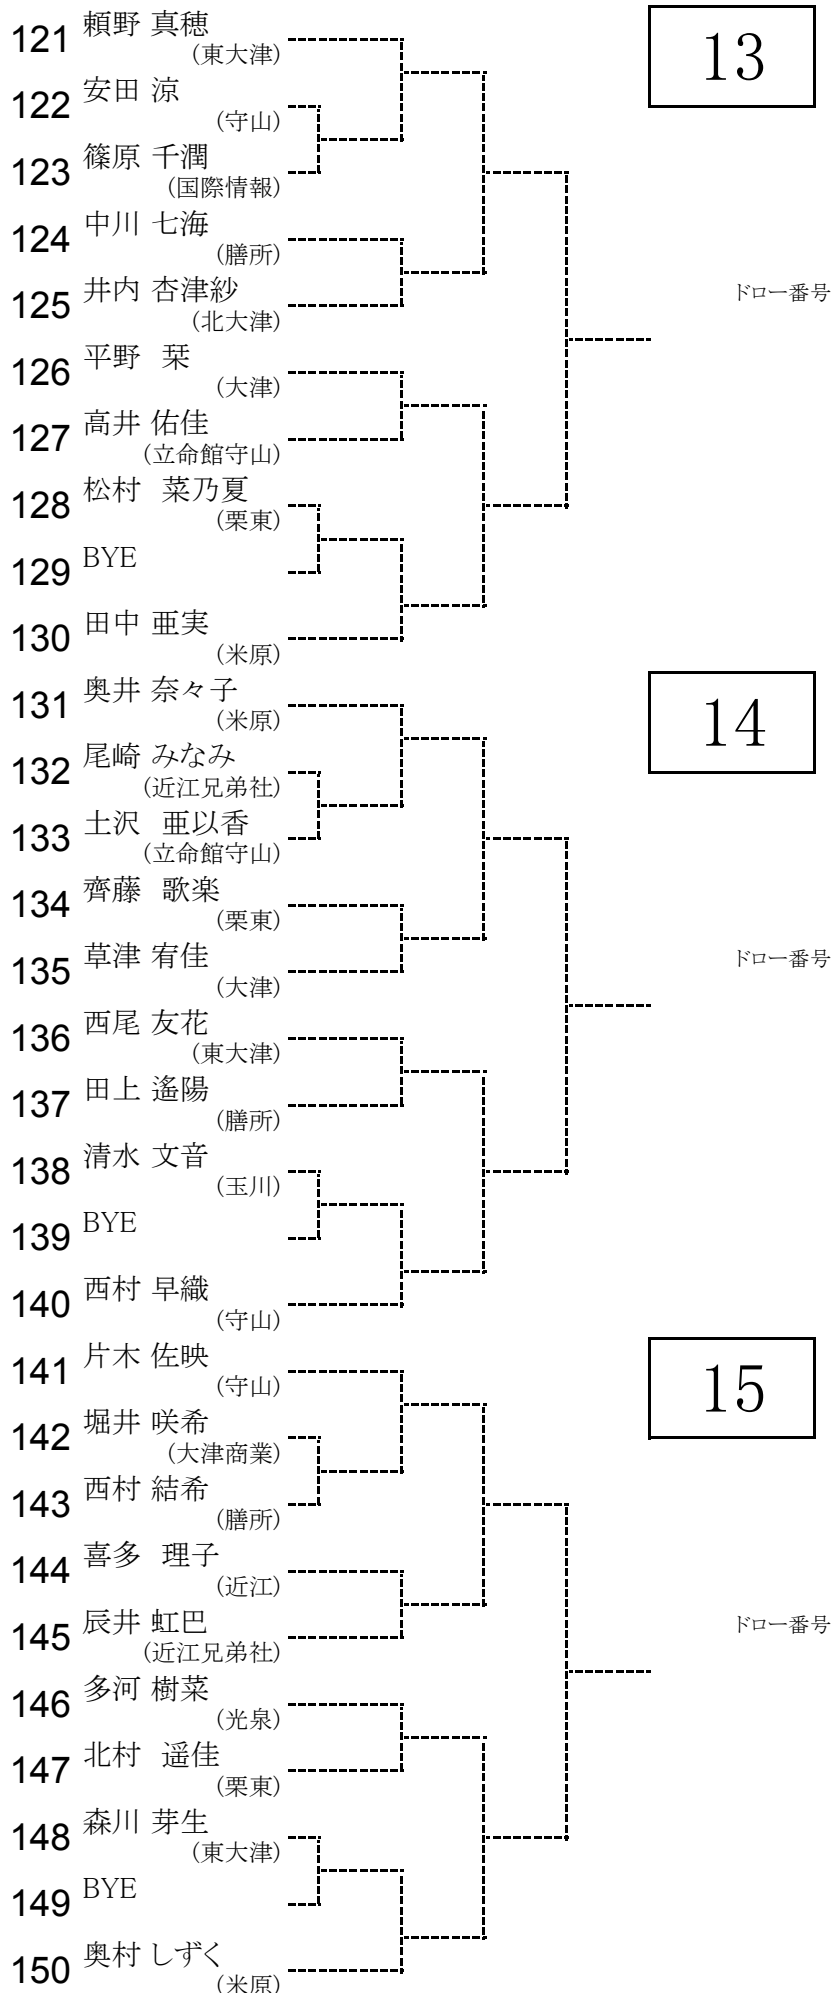 121 頼野 真穂
(東大津)
13
122 安田 涼
(守山)
123 篠原 千潤
(国際情報)
124 中川 七海
(膳所)
125 井内 杏津紗
(北大津)
ドロー番号
126 平野 栞
(大津)
127 高井 佑佳
(立命館守山)
128 松村 菜乃夏
(栗東)
129 BYE
130 田中 亜実
(米原)
131 奥井 奈々子
(米原)
14
132 尾崎 みなみ
(近江兄弟社)
133 土沢 亜以香
(立命館守山)
134 齊藤 歌楽
(栗東)
135 草津 宥佳
(大津)
ドロー番号
136 西尾 友花
(東大津)
137 田上 遙陽
(膳所)
138 清水 文音
(玉川)
139 BYE
140 西村 早織
(守山)
141 片木 佐映
(守山)
15
142 堀井 咲希
(大津商業)
143 西村 結希
(膳所)
144 喜多 理子
(近江)
145 辰井 虹巴
(近江兄弟社)
ドロー番号
146 多河 樹菜
(光泉)
147 北村 遥佳
(栗東)
148 森川 芽生
(東大津)
149 BYE
150 奥村 しずく
(米原)